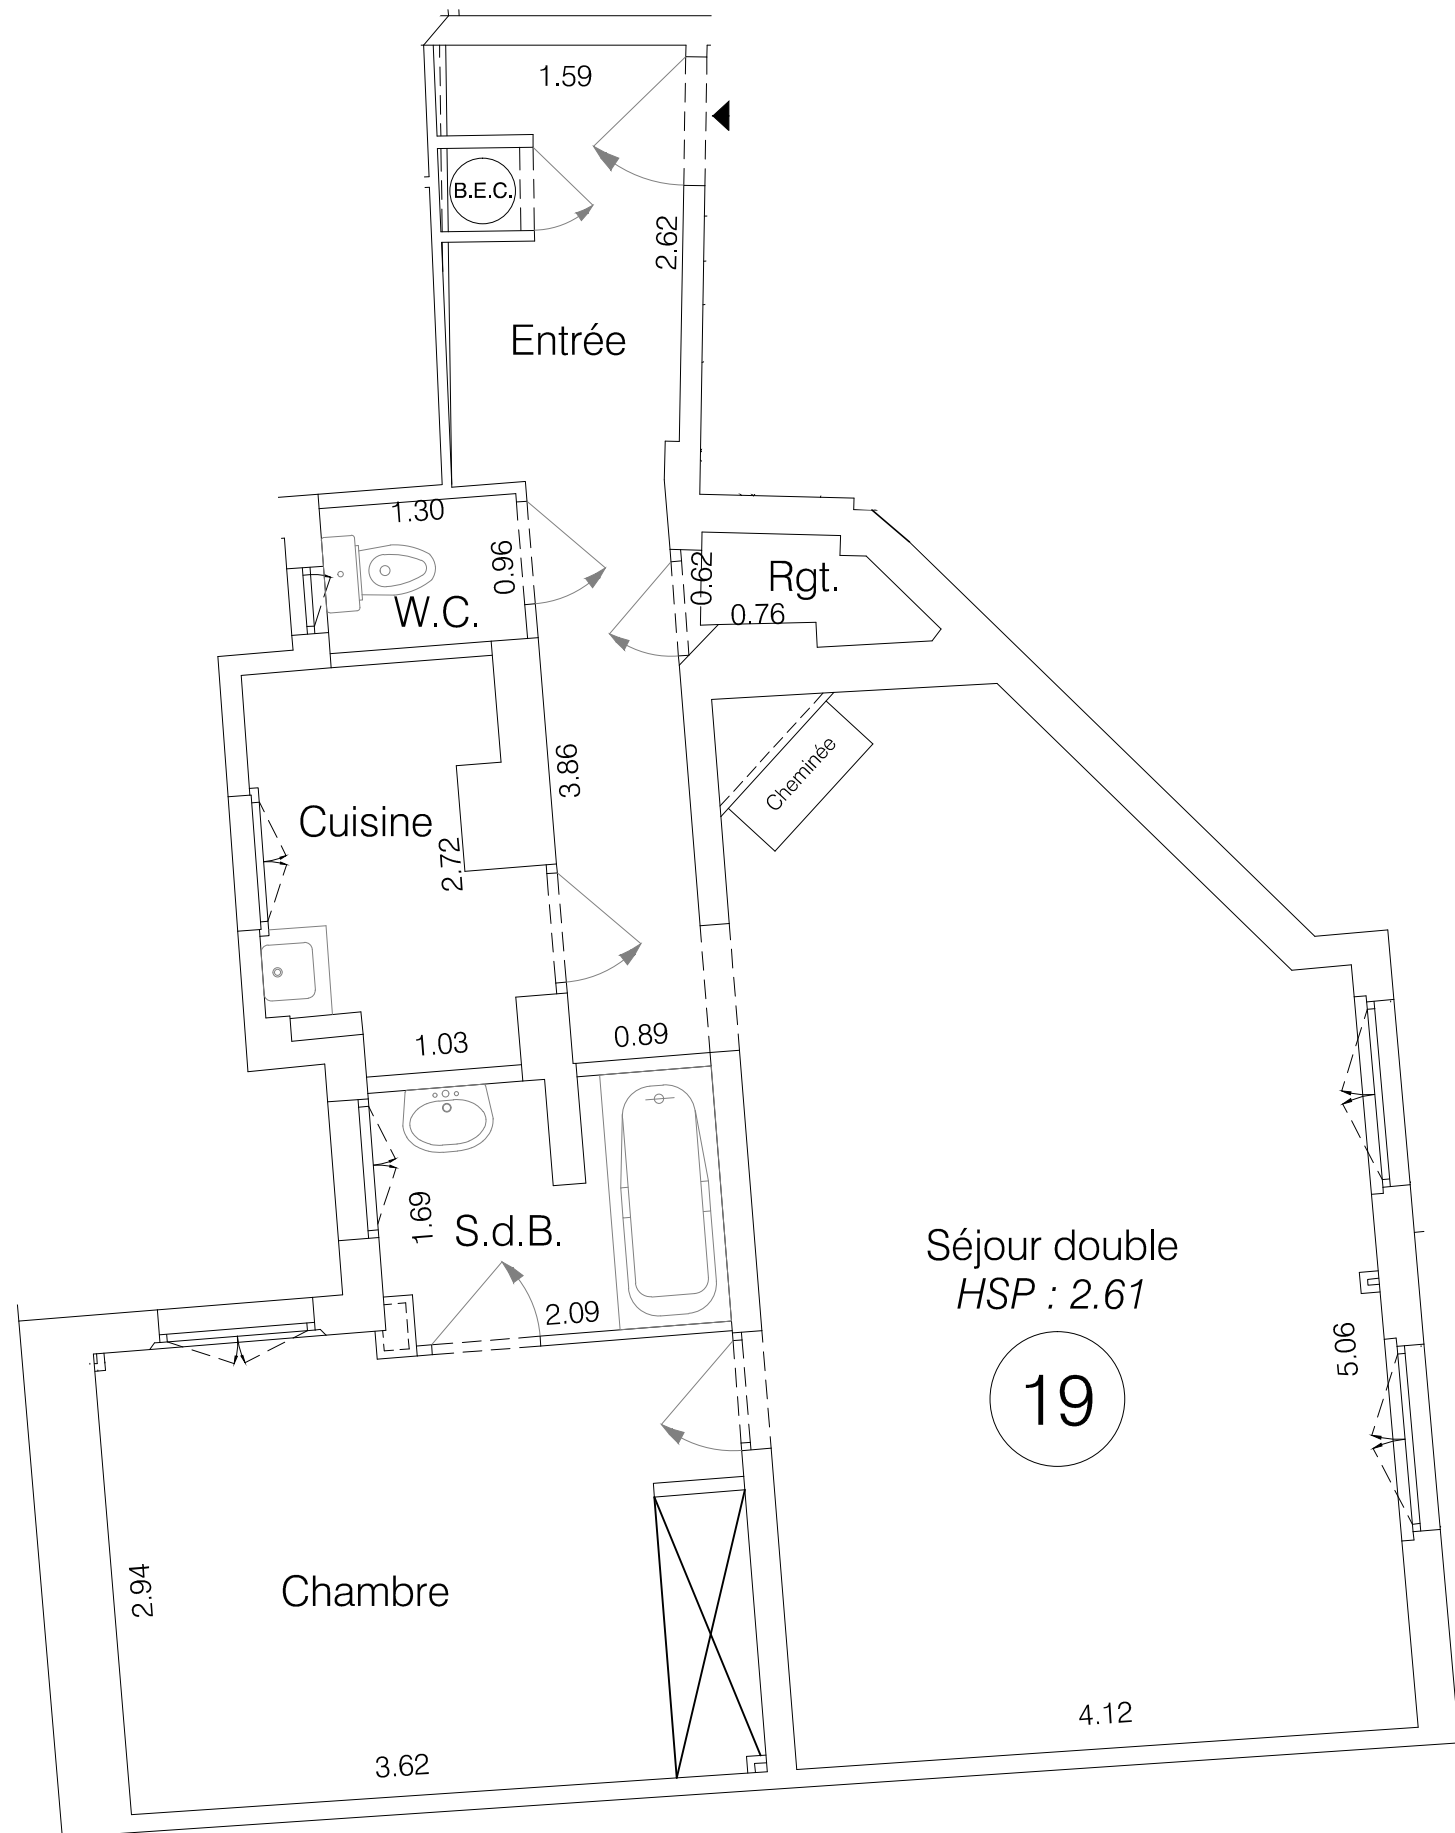 1.59
B.E.C.
2.62
Entrée
1.30
0.96
W.C.
0.62
Rgt.
0.76
3.86
Cheminée
Cuisine
2.72
1.03
0.89
1.69
S.d.B.
2.09
Séjour double
HSP : 2.61
19
5.06
2.94
Chambre
3.62
4.12